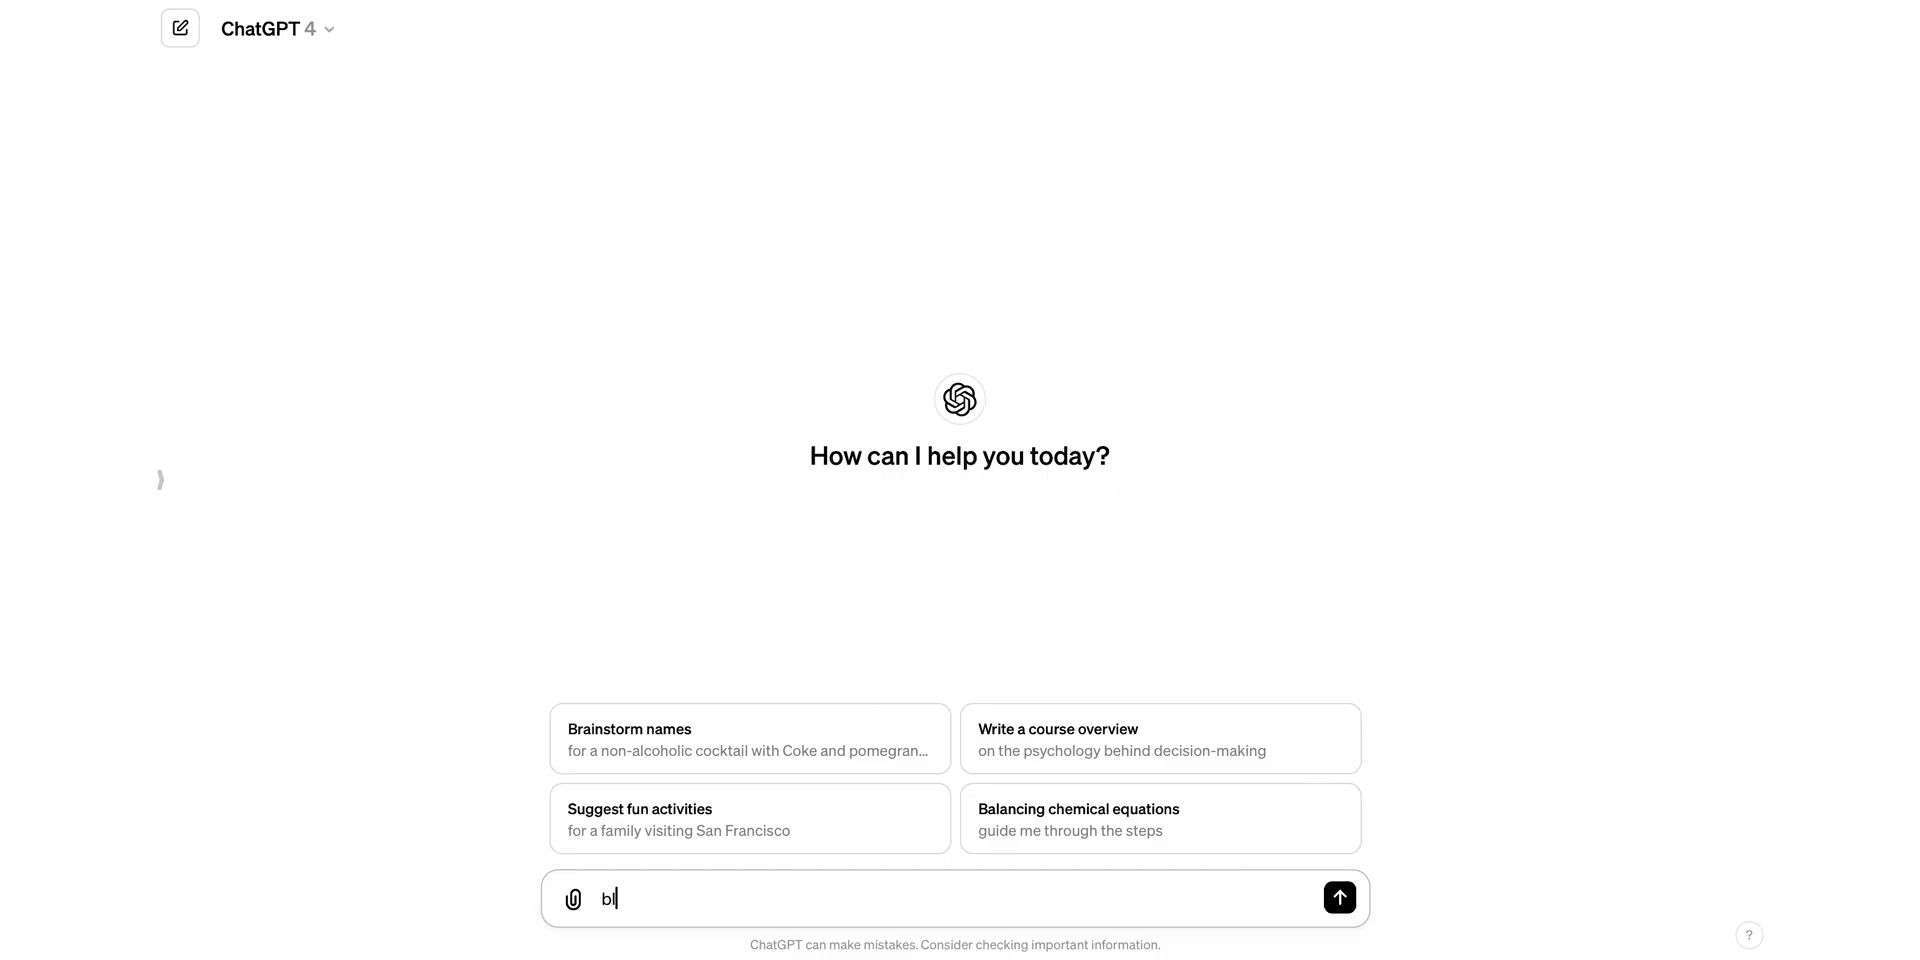 ChatGPT 4
How can I help you today?
Brainstorm names
for a non-alcoholic cocktail with Coke and pomegran...
Write a course overview
on the psychology behind decision-making
Suggest fun activities
for a family visiting San Francisco
Balancing chemical equations
guide me through the steps
bl
ChatGPT can make mistakes. Consider checking important information.
?